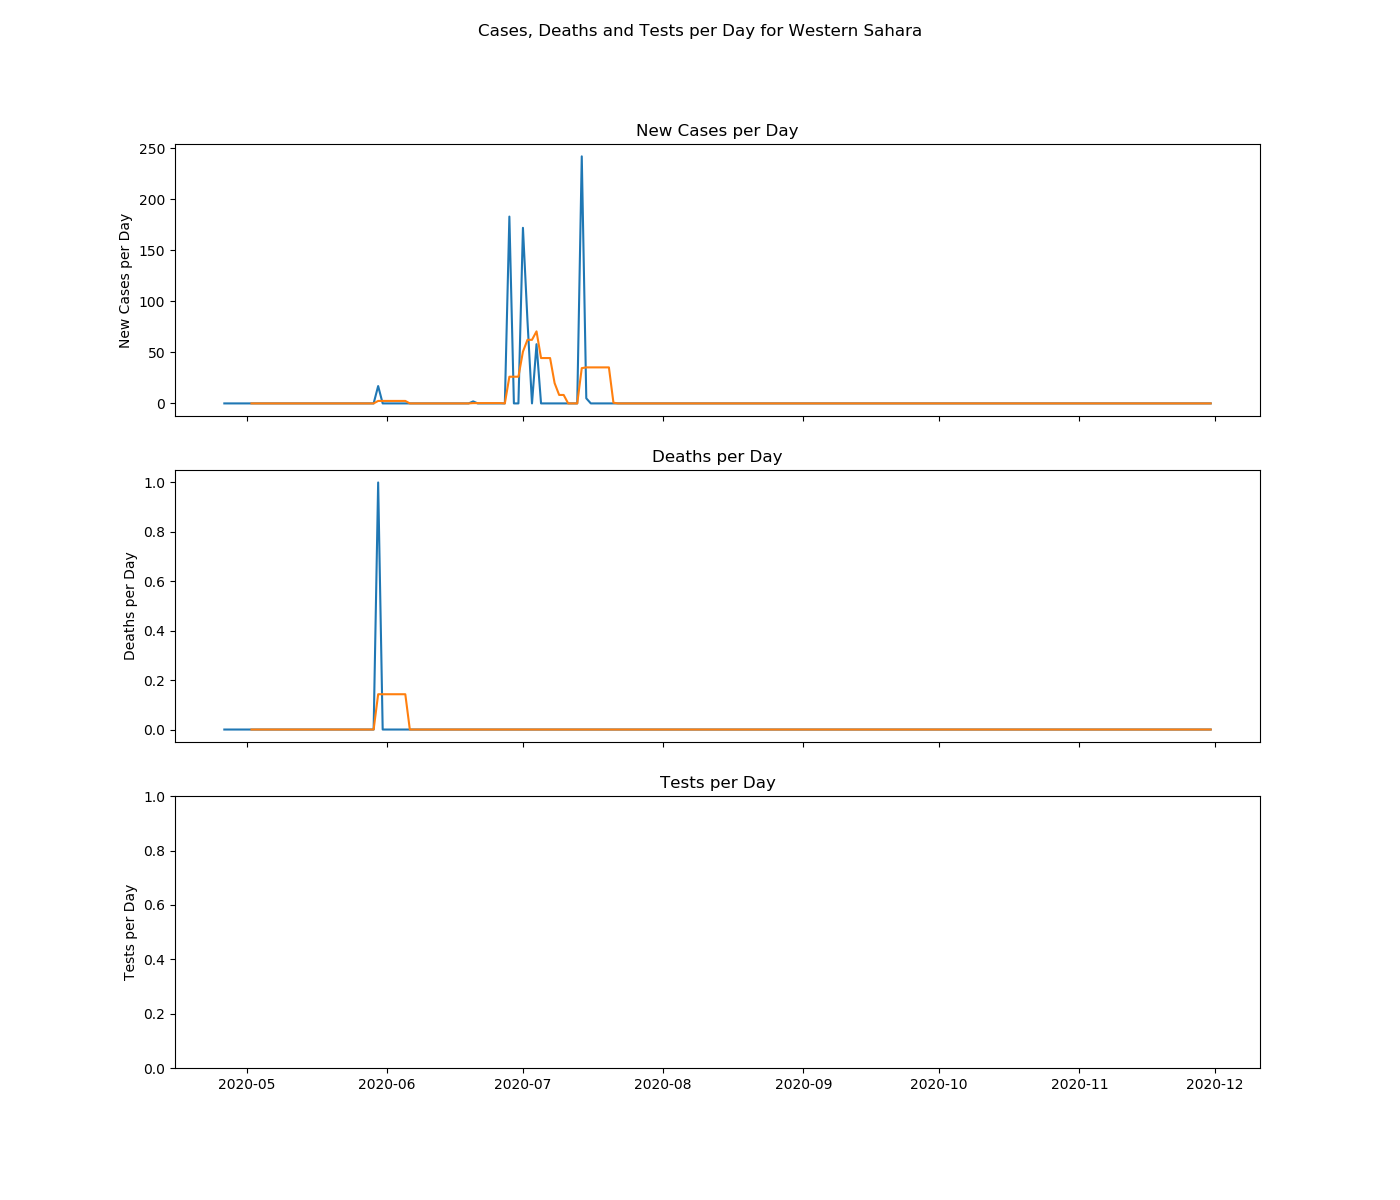 Cases, Deaths and Tests per Day for Western Sahara
New Cases per Day
250
200
150
100
50
0
New Cases per Day
Deaths per Day
1.0
0.8
0.6
0.4
0.2
0.0
Deaths per Day
Tests per Day
1.0
0.8
0.6
0.4
0.2
0.0
Tests per Day
2020-05 2020-06 2020-07 2020-08 2020-09 2020-10 2020-11 2020-12